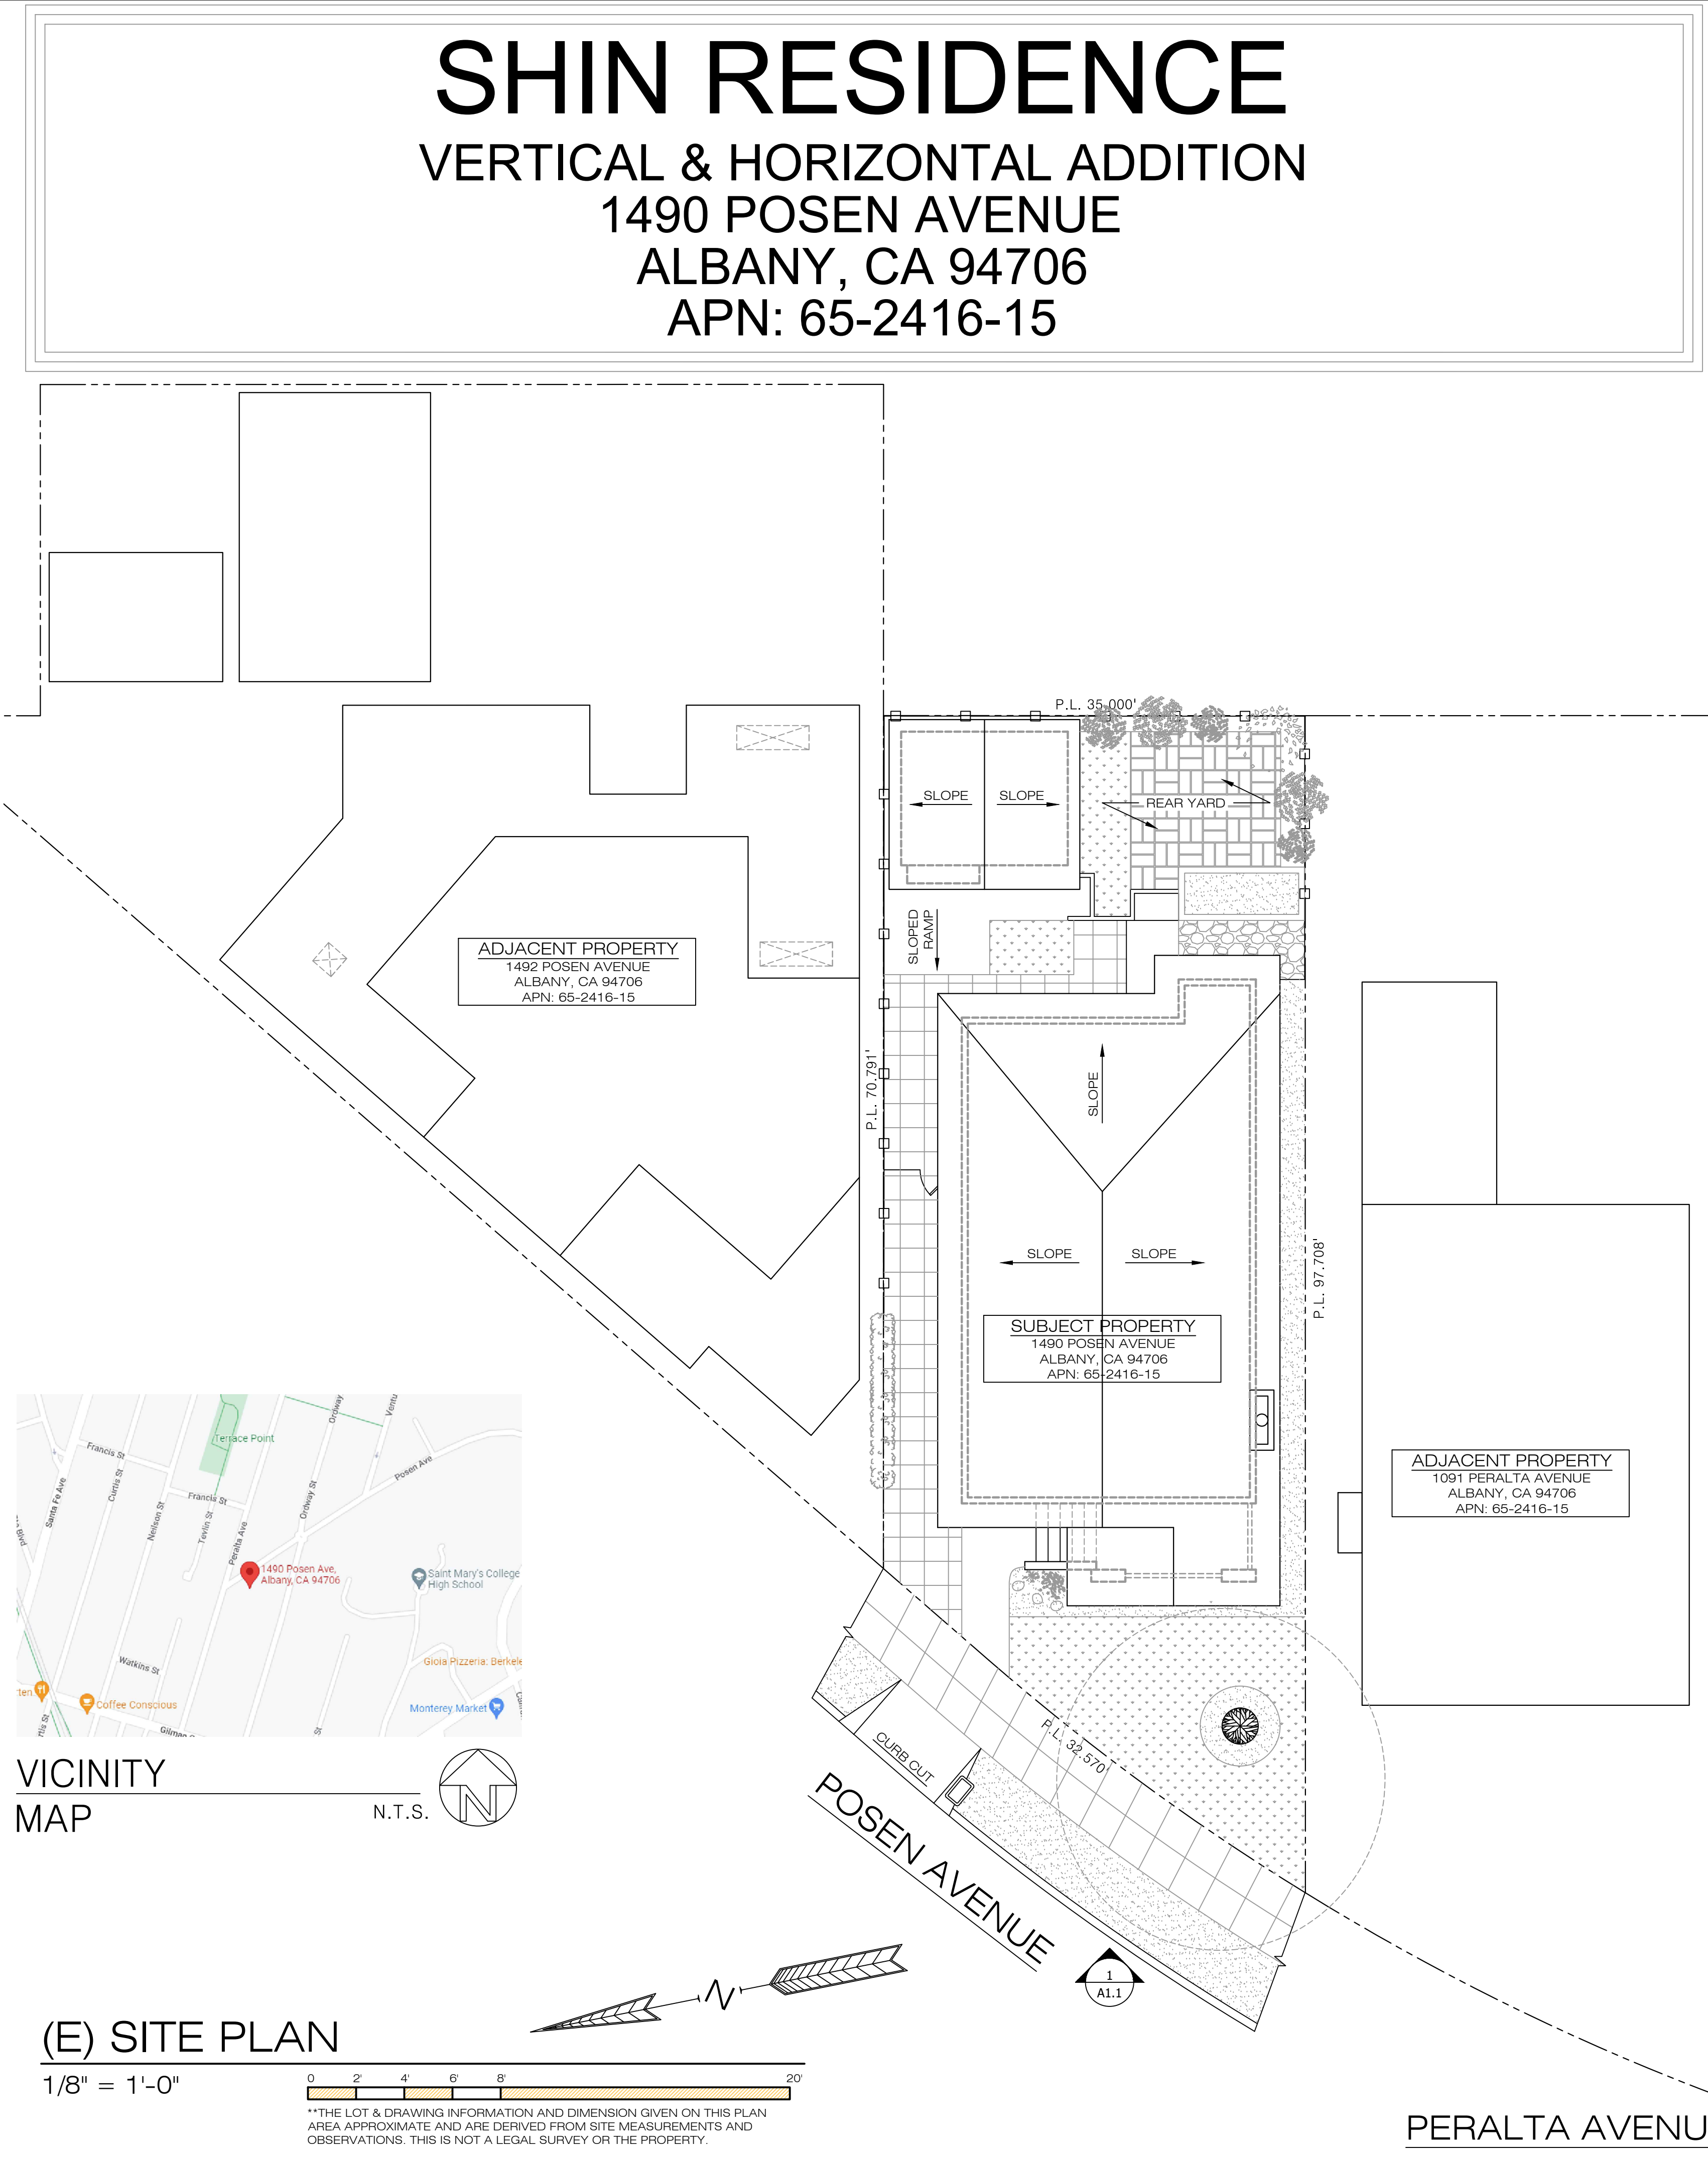 SHIN RESIDENCE
VERTICAL & HORIZONTAL ADDITION
1490 POSEN AVENUE
ALBANY, CA 94706
APN: 65-2416-15
P.L. 35.000'
SLOPE
SLOPE
REAR YARD
SLOPED
RAMP
ADJACENT PROPERTY
1492 POSEN AVENUE
ALBANY, CA 94706
APN: 65-2416-15
P.L. 70.791'
SLOPE
SLOPE
SLOPE
P.L. 97.708'
SUBJECT PROPERTY
1490 POSEN AVENUE
ALBANY, CA 94706
APN: 65-2416-15
ADJACENT PROPERTY
1091 PERALTA AVENUE
ALBANY, CA 94706
APN: 65-2416-15
Terrace Point
Ordway
Ventu
Francis St
Posen Ave
Santa Fe Ave
Curtis St
Francis St
Ordway St
Neilson St
Tevlin St
Peralta Ave
Blvd
1490 Posen Ave,
Albany, CA 94706
Saint Mary's College
High School
Watkins St
Gioia Pizzeria: Berkele
ten
Coffee Conscious
Monterey Market
rtis St
Gilman
St
VICINITY
MAP
N.T.S.
N
P.L. 32.570'
CURB CUT
POSEN AVENUE
1
A1.1
N
(E) SITE PLAN
1/8" = 1'-0"
0 2' 4' 6' 8' 20'
**THE LOT & DRAWING INFORMATION AND DIMENSION GIVEN ON THIS PLAN
AREA APPROXIMATE AND ARE DERIVED FROM SITE MEASUREMENTS AND
OBSERVATIONS. THIS IS NOT A LEGAL SURVEY OR THE PROPERTY.
PERALTA AVENU